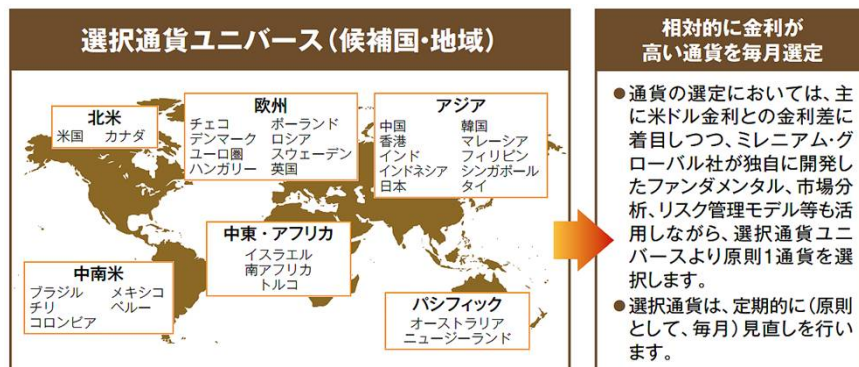 選択通貨ユニバース(候補国・地域)
北米
米国 カナダ
欧州
チェコ ポーランド
デンマーク ロシア
ユーロ圏 スウェーデン
ハンガリー 英国
アジア
中国 韓国
香港 マレーシア
インド フィリピン
インドネシア シンガポール
日本 タイ
中東・アフリカ
イスラエル
南アフリカ
トルコ
中南米
ブラジル メキシコ
チリ ペルー
コロンビア
パシフィック
オーストラリア
ニュージーランド
相対的に金利が
高い通貨を毎月選定
●通貨の選定においては、主
に米ドル金利との金利差に
着目しつつ、ミレニアム・グ
ローバル社が独自に開発し
たファンダメンタル、市場分
析、リスク管理モデル等も活
用しながら、選択通貨ユニ
バースより原則1通貨を選
択します。
●選択通貨は、定期的に(原則
として、毎月)見直しを行い
ます。